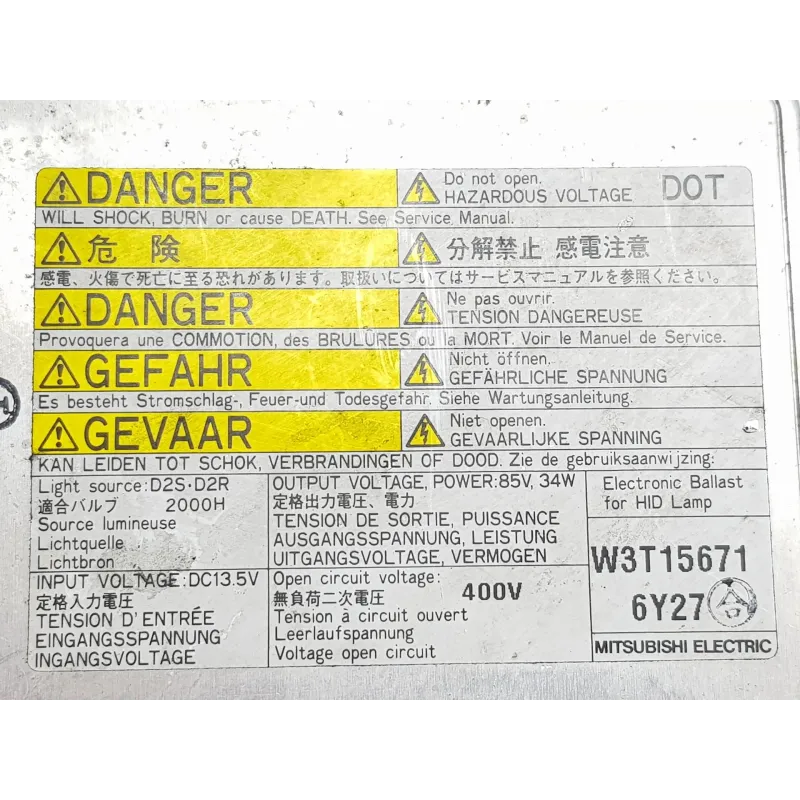 DANGER
Do not open.
HAZARDOUS VOLTAGE
DOT
WILL SHOCK, BURN or cause DEATH. See Service Manual.
危 険
分解禁止 感電注意
感電、火傷で死亡に至る恐れがあります。取扱いについてはサービスマニュアルを参照ください。
DANGER
Ne pas ouvrir.
TENSION DANGEREUSE
Provoquera une COMMOTION, des BRULURES ou la MORT. Voir le Manuel de Service.
GEFAHR
Nicht öffnen.
GEFÄHRLICHE SPANNUNG
Es besteht Stromschlag-, Feuer-und Todesgefahr. Siehe Wartungsanleitung.
GEVAAR
Niet openen.
GEVAARLIJKE SPANNING
KAN LEIDEN TOT SCHOK, VERBRANDINGEN OF DOOD. Zie de gebruiksaanwijzing:
Light source:D2S・D2R
適合バルブ 2000H
Source lumineuse
Lichtquelle
Lichtbron
OUTPUT VOLTAGE, POWER:85V, 34W
定格出力電圧、電力
TENSION DE SORTIE, PUISSANCE
AUSGANGSSPANNUNG, LEISTUNG
UITGANGSVOLTAGE, VERMOGEN
Electronic Ballast
for HID Lamp
INPUT VOLTAGE:DC13.5V
定格入力電圧
TENSION D'ENTRÉE
EINGANGSSPANNUNG
INGANGSVOLTAGE
Open circuit voltage:
無負荷二次電圧 400V
Tension à circuit ouvert
Leerlaufspannung
Voltage open circuit
W3T15671
6Y27 合
MITSUBISHI ELECTRIC